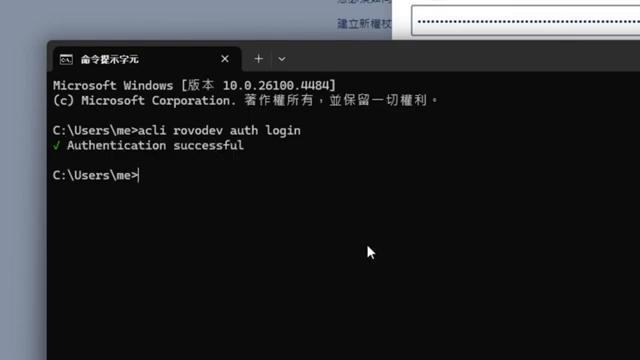 建立新權杖
命令提示字元
Microsoft Windows [版本 10.0.26100.4484]
(c) Microsoft Corporation. 著作權所有，並保留一切權利。
C:\Users\me>acli rovodev auth login
✓ Authentication successful
C:\Users\me>